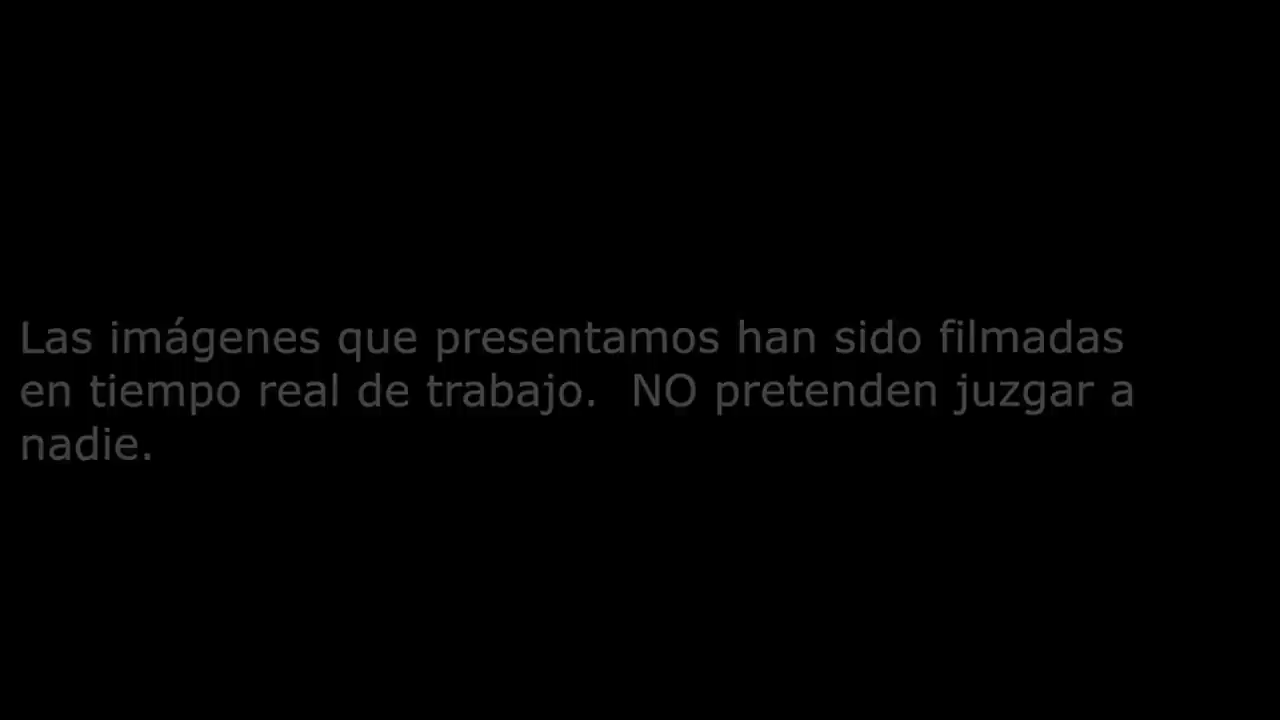 Las imágenes que presentamos han sido filmadas
en tiempo real de trabajo.  NO pretenden juzgar a
nadie.